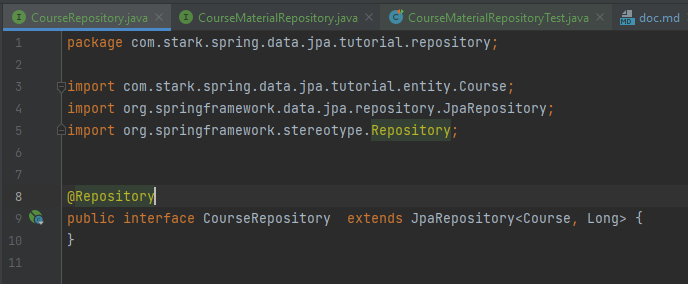 CourseRepository.java CourseMaterialRepository.java CourseMaterialRepositoryTest.java doc.md
1 package com.stark.spring.data.jpa.tutorial.repository;
2
3 import com.stark.spring.data.jpa.tutorial.entity.Course;
4 import org.springframework.data.jpa.repository.JpaRepository;
5 import org.springframework.stereotype.Repository;
6
7
8 @Repository
9 public interface CourseRepository  extends JpaRepository<Course, Long> {
10 }
11